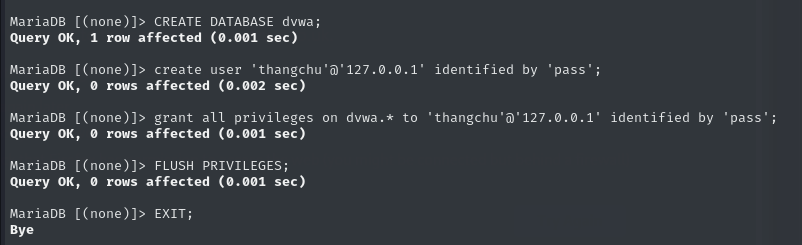 MariaDB [(none)]> CREATE DATABASE dvwa;
Query OK, 1 row affected (0.001 sec)
MariaDB [(none)]> create user 'thangchu'@'127.0.0.1' identified by 'pass';
Query OK, 0 rows affected (0.002 sec)
MariaDB [(none)]> grant all privileges on dvwa.* to 'thangchu'@'127.0.0.1' identified by 'pass';
Query OK, 0 rows affected (0.001 sec)
MariaDB [(none)]> FLUSH PRIVILEGES;
Query OK, 0 rows affected (0.001 sec)
MariaDB [(none)]> EXIT;
Bye